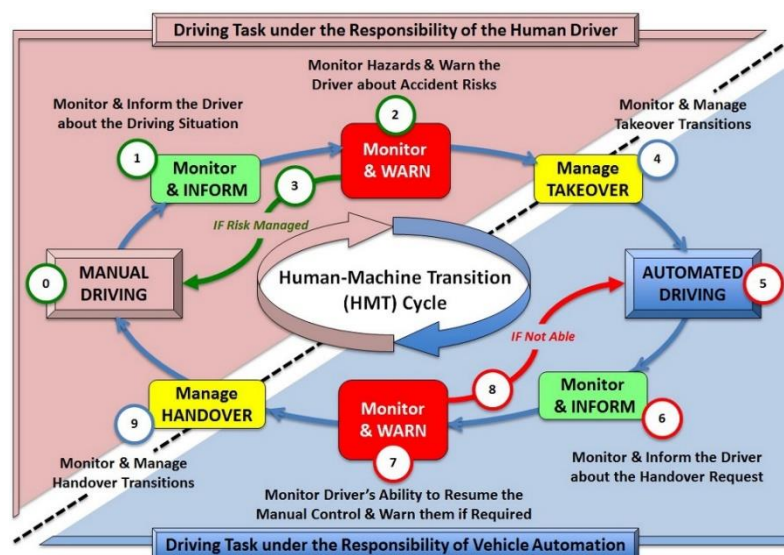 Driving Task under the Responsibility of the Human Driver
Monitor Hazards & Warn the
Driver about Accident Risks
Monitor & Inform the Driver
about the Driving Situation
2
Monitor & Manage
Takeover Transitions
1
Monitor
& INFORM
Monitor
& WARN
3
Manage
TAKEOVER
4
IF Risk Managed
0
MANUAL
DRIVING
Human-Machine Transition
(HMT) Cycle
AUTOMATED
DRIVING
5
IF Not Able
Manage
HANDOVER
9
Monitor
& WARN
7
8
Monitor
& INFORM
6
Monitor & Manage
Handover Transitions
Monitor & Inform the Driver
about the Handover Request
Monitor Driver's Ability to Resume the
Manual Control & Warn them if Required
Driving Task under the Responsibility of Vehicle Automation